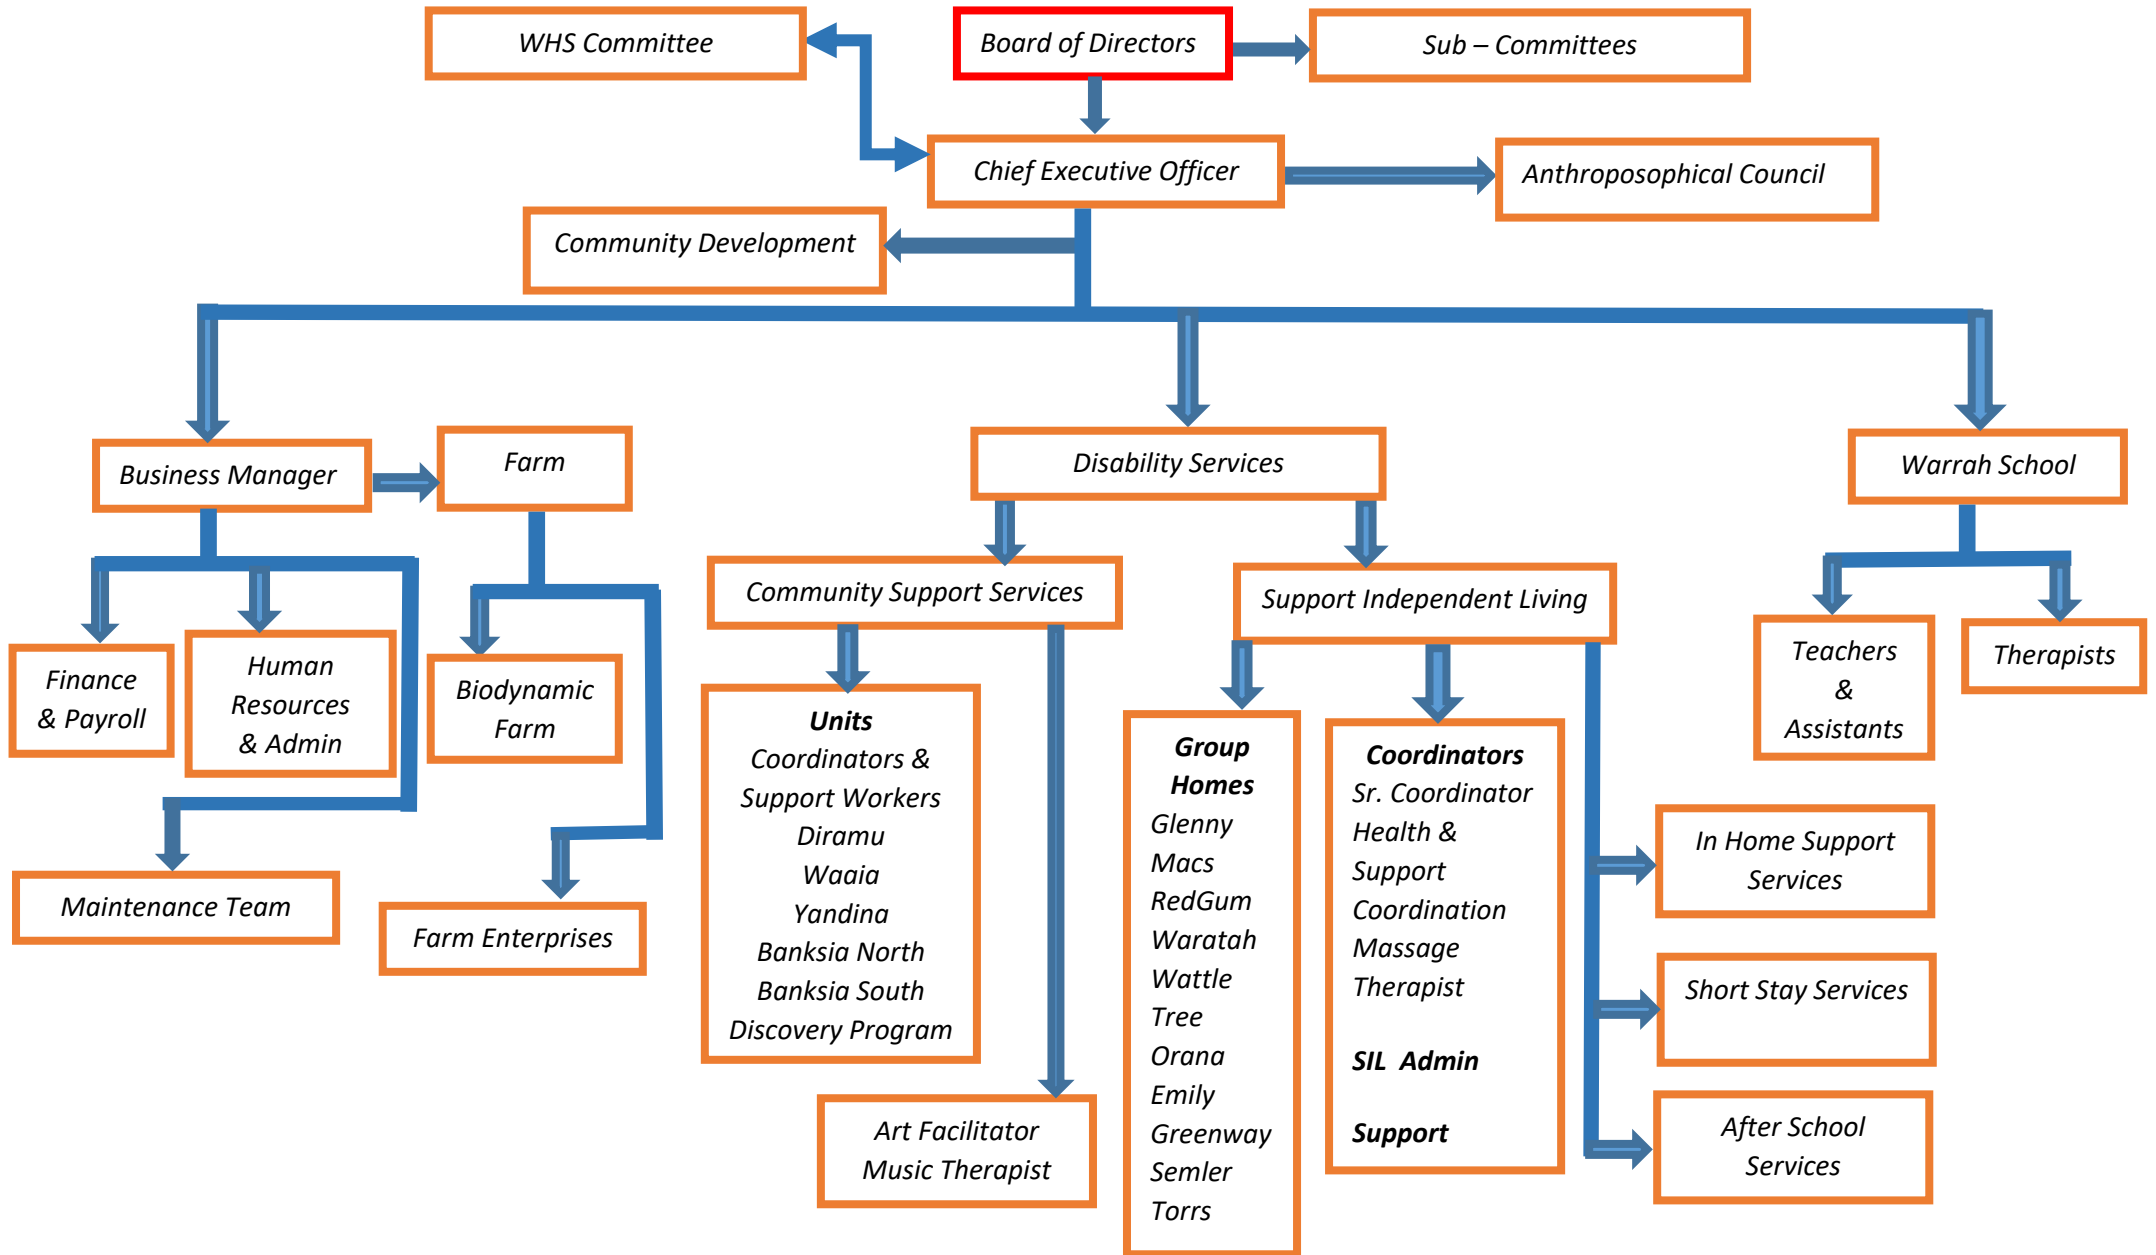 WHS Committee
Board of Directors
Sub – Committees
Chief Executive Officer
Anthroposophical Council
Community Development
Business Manager
Farm
Disability Services
Warrah School
Community Support Services
Support Independent Living
Finance
& Payroll
Human
Resources
& Admin
Biodynamic
Farm
Teachers
&
Assistants
Therapists
Maintenance Team
Farm Enterprises
Units
Coordinators &
Support Workers
Diramu
Waaia
Yandina
Banksia North
Banksia South
Discovery Program
Art Facilitator
Music Therapist
Group
Homes
Glenny
Macs
RedGum
Waratah
Wattle
Tree
Orana
Emily
Greenway
Semler
Torrs
Coordinators
Sr. Coordinator
Health &
Support
Coordination
Massage
Therapist
SIL  Admin
Support
In Home Support
Services
Short Stay Services
After School
Services